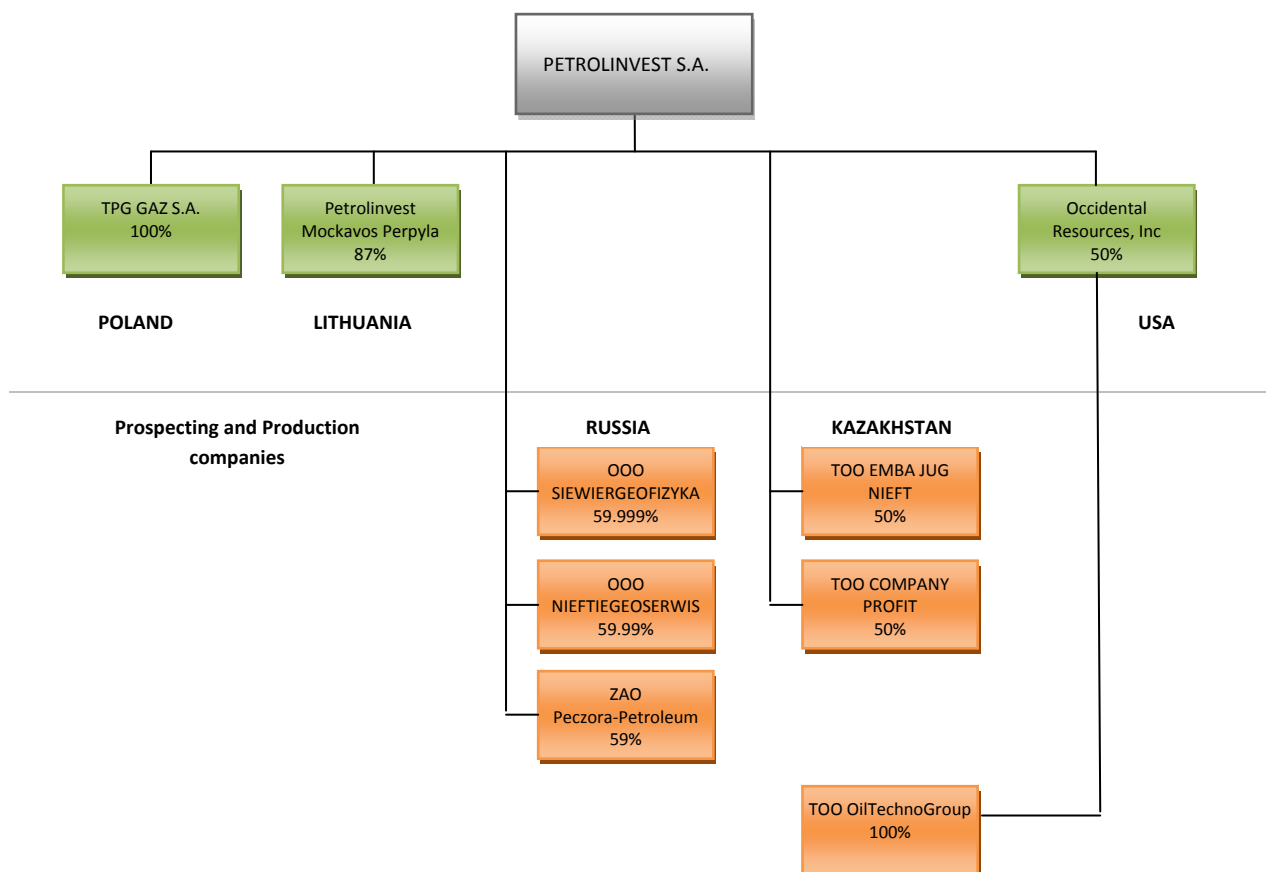 PETROLINVEST S.A.
TPG GAZ S.A.
100%
Petrolinvest
Mockavos Perpyla
87%
Occidental
Resources, Inc
50%
POLAND
LITHUANIA
USA
Prospecting and Production
companies
RUSSIA
KAZAKHSTAN
OOO
SIEWIERGEOFIZYKA
59.999%
TOO EMBA JUG
NIEFT
50%
OOO
NIEFTIEGEOSERWIS
59.99%
TOO COMPANY
PROFIT
50%
ZAO
Peczora-Petroleum
59%
TOO OilTechnoGroup
100%